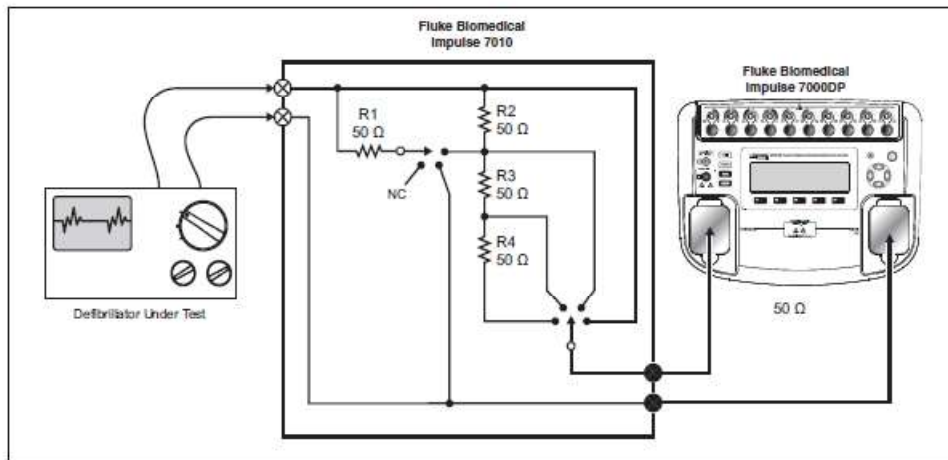 Fluke Biomedical
Impulse 7010
Fluke Biomedical
Impulse 7000DP
R1
50 Ω
R2
50 Ω
NC
R3
50 Ω
R4
50 Ω
50 Ω
Defibrillator Under Test